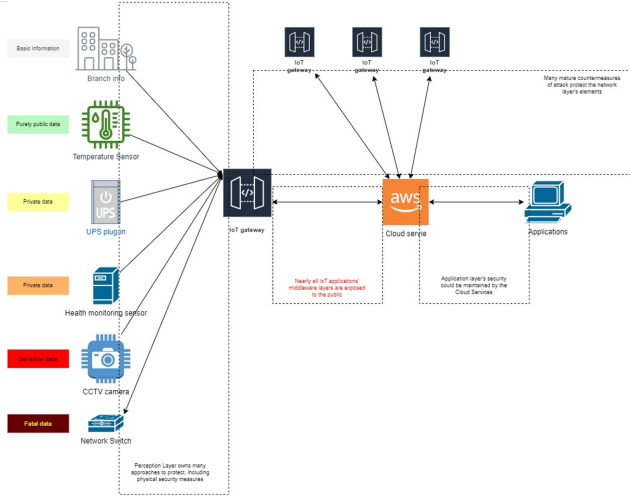 IoT
gateway
IoT
gateway
IoT
gateway
Basic Information
Branch info
Many mature countermeasures
of attack protect the network
layer's elements
Purely public data
Temperature Sensor
Private data
UPS
UPS plugon
IoT gateway
aws
Cloud servie
Applications
Nearly all IoT applications'
middleware layers are exposed
to the public
Application layer's security
could be maintained by the
Cloud Services
Private data
Health monitoring sensor
Sensitive data
CCTV camera
Fatal data
Network Switch
Perception Layer owns many
approaches to protect, including
physical security measures